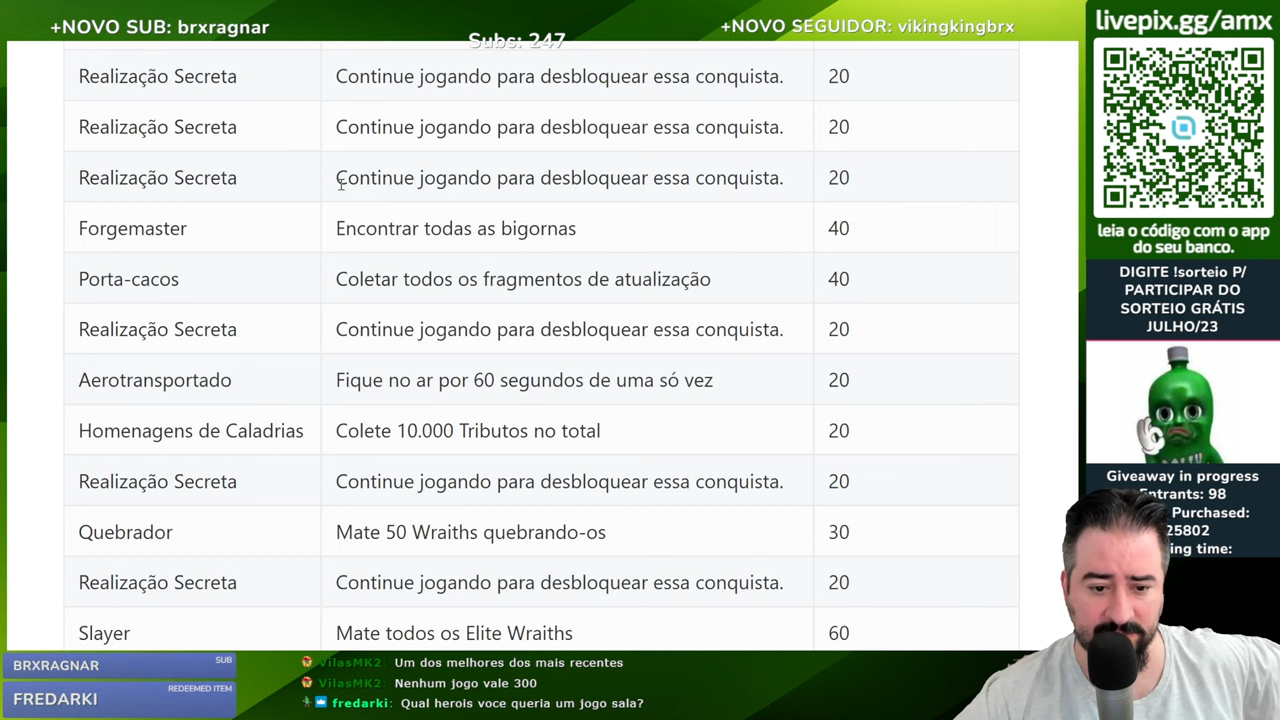 +NOVO SUB: brxragnar
Subs: 247
+NOVO SEGUIDOR: vikingkingbrx
livepix.gg/amx
leia o código com o app
do seu banco.
Realização Secreta Continue jogando para desbloquear essa conquista. 20
Realização Secreta Continue jogando para desbloquear essa conquista. 20
Realização Secreta Continue jogando para desbloquear essa conquista. 20
Forgemaster Encontrar todas as bigornas 40
Porta-cacos Coletar todos os fragmentos de atualização 40
Realização Secreta Continue jogando para desbloquear essa conquista. 20
Aerotransportado Fique no ar por 60 segundos de uma só vez 20
Homenagens de Caladrias Colete 10.000 Tributos no total 20
Realização Secreta Continue jogando para desbloquear essa conquista. 20
Quebrador Mate 50 Wraiths quebrando-os 30
Realização Secreta Continue jogando para desbloquear essa conquista. 20
Slayer Mate todos os Elite Wraiths 60
DIGITE !sorteio P/
PARTICIPAR DO
SORTEIO GRÁTIS
JULHO/23
Giveaway in progress
Entrants: 98
Purchased:
25802
ing time:
BRXRAGNAR SUB
FREDARKI REDEEMED ITEM
VilasMK2: Um dos melhores dos mais recentes
VilasMK2: Nenhum jogo vale 300
fredarki: Qual herois voce queria um jogo sala?